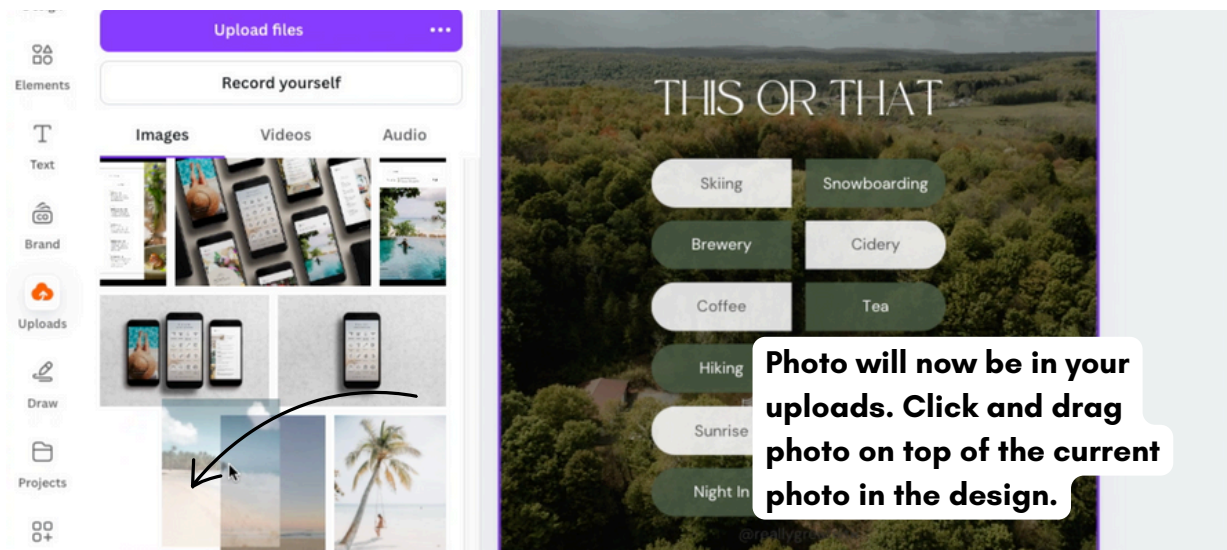 Upload files
Record yourself
Images
Videos
Audio
Elements
Text
CO
Brand
Uploads
Draw
Projects
THIS OR THAT
Skiing
Snowboarding
Brewery
Cidery
Coffee
Tea
Hiking
Sunrise
Night In
Photo will now be in your
uploads. Click and drag
photo on top of the current
photo in the design.